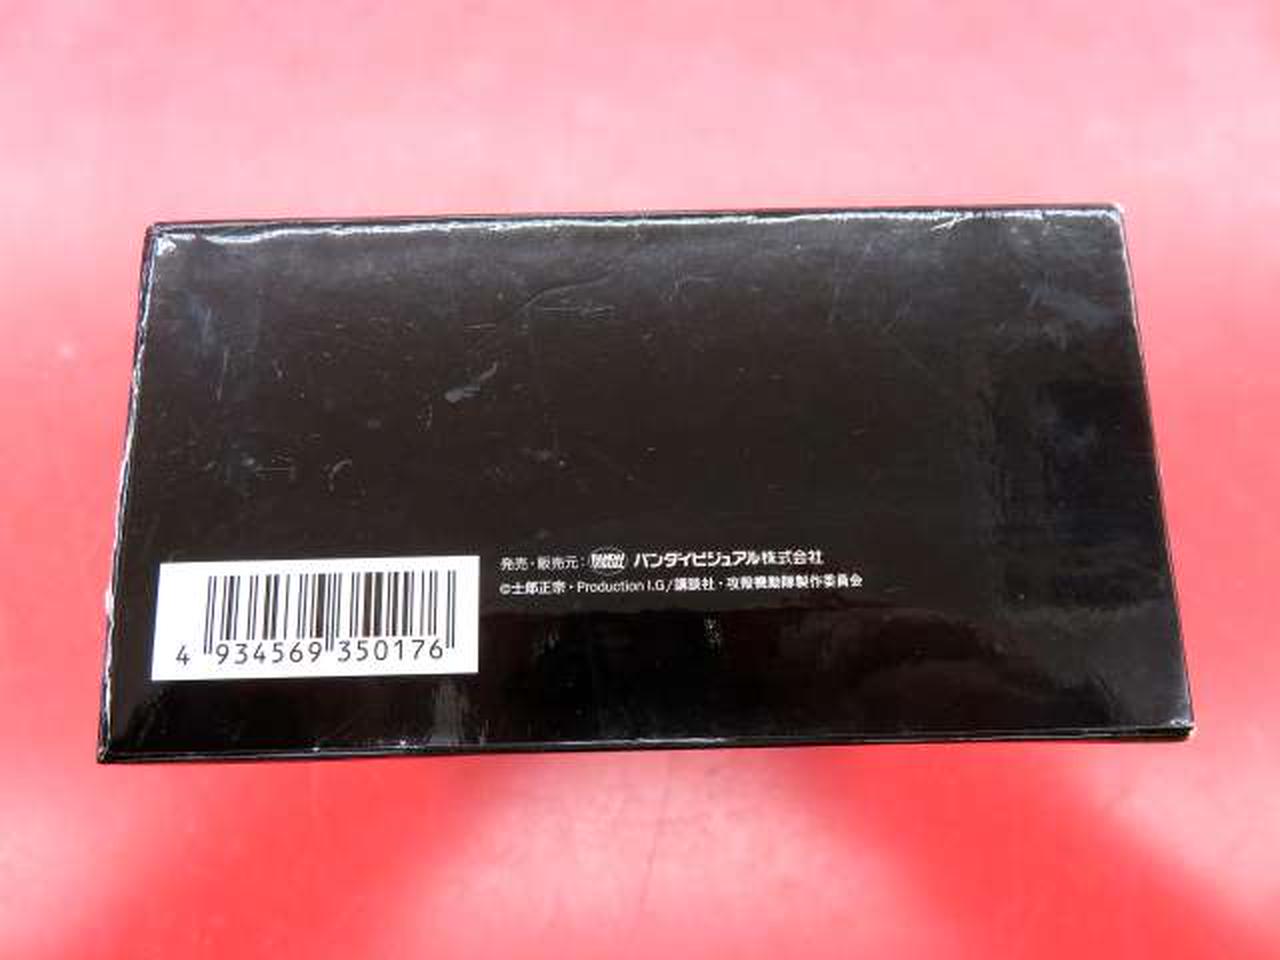 発売・販売元: BANDAI VISUAL バンダイビジュアル株式会社
©士郎正宗・Production I.G/講談社・攻殻機動隊製作委員会
4 934569 350176